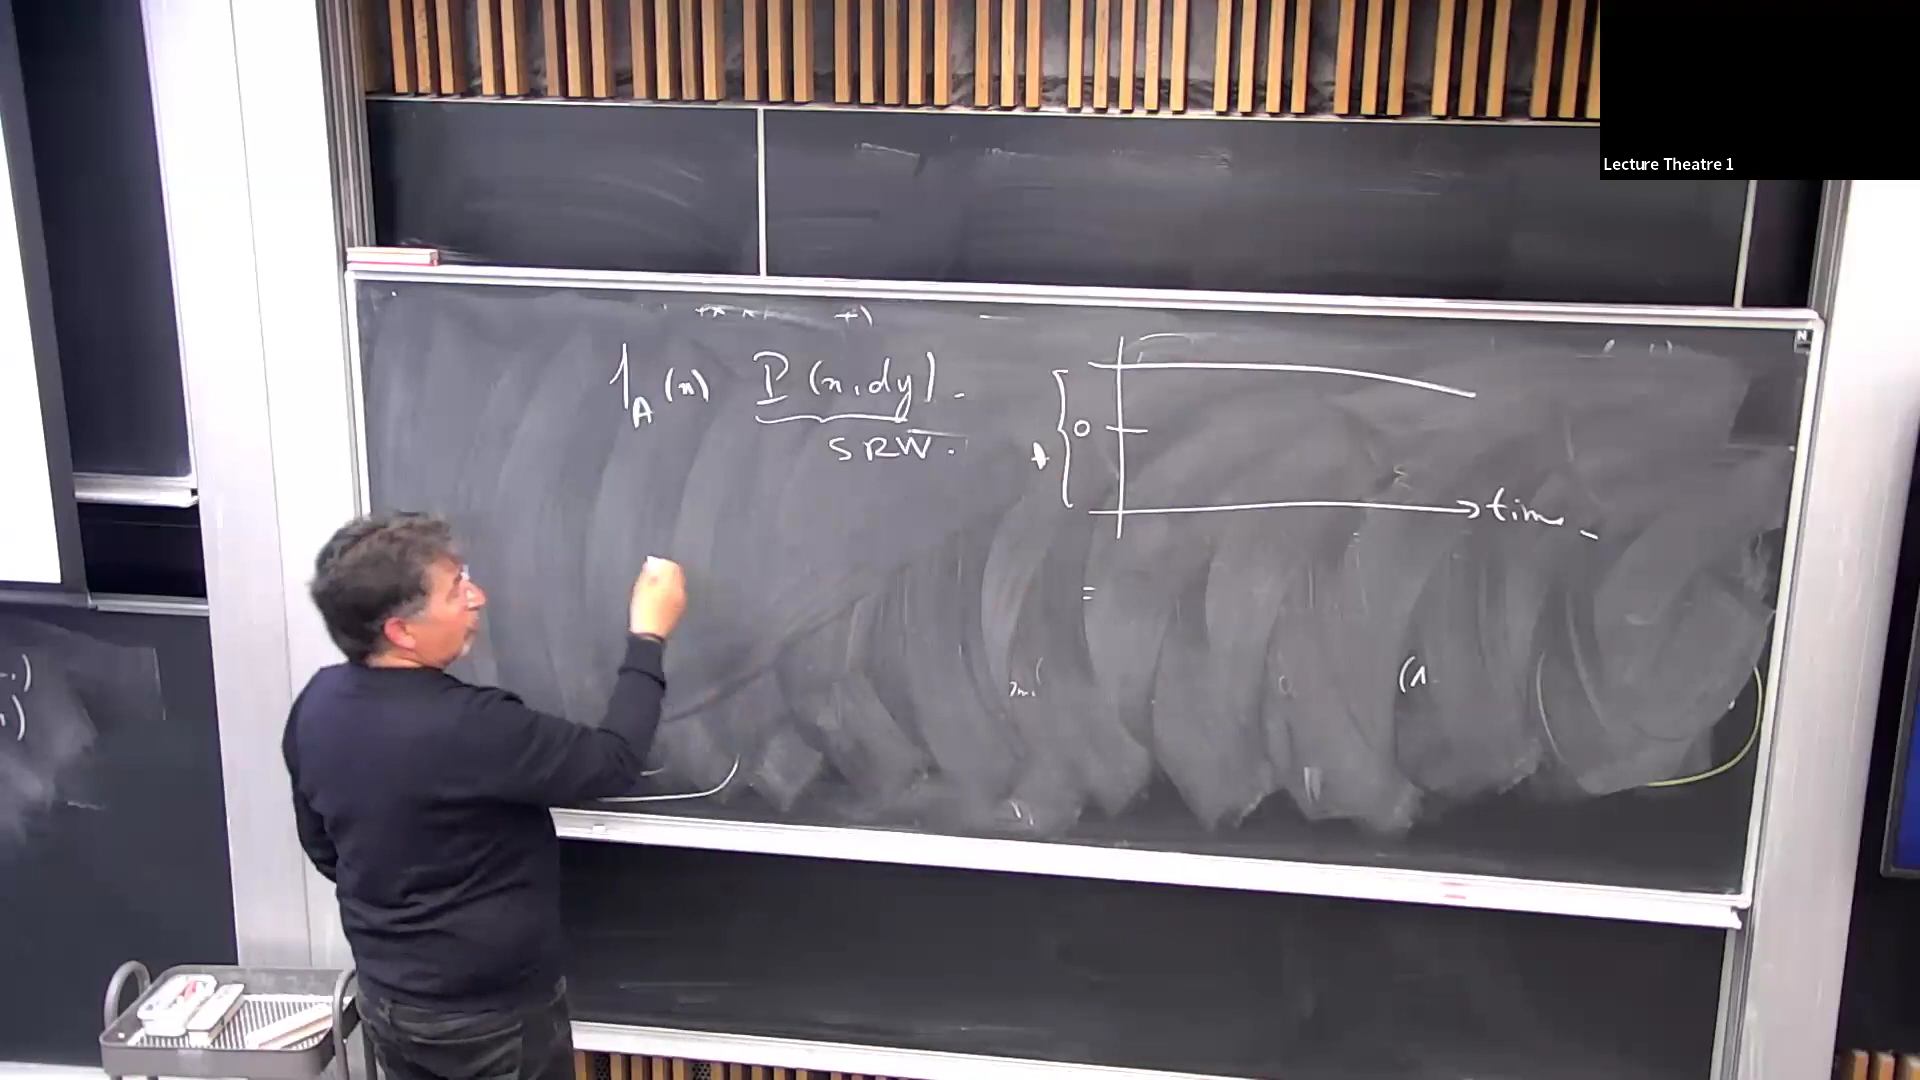 Lecture Theatre 1
1_A (x) P(x, dy).
SRW.
0
A
time
=